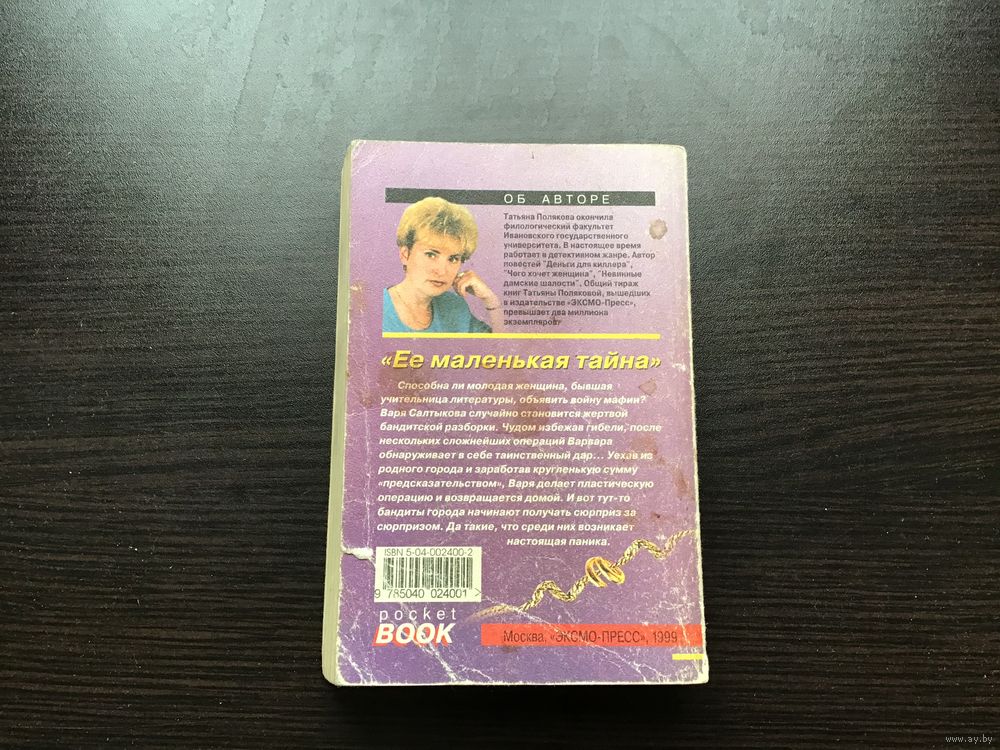 ОБ АВТОРЕ
Татьяна Полякова окончила
филологический факультет
Ивановского государственного
университета. В настоящее время
работает в детективном жанре. Автор
повестей "Деньги для киллера",
"Чего хочет женщина", "Невинные
дамские шалости". Общий тираж
книг Татьяны Поляковой, вышедших
в издательстве «ЭКСМО-Пресс»,
превышает два миллиона
экземпляров.
«Ее маленькая тайна»
Способна ли молодая женщина, бывшая
учительница литературы, объявить войну мафии?
Варя Салтыкова случайно становится жертвой
бандитской разборки. Чудом избежав гибели, после
нескольких сложнейших операций Варвара
обнаруживает в себе таинственный дар... Уехав из
родного города и заработав кругленькую сумму
«предсказательством», Варя делает пластическую
операцию и возвращается домой. И вот тут-то
бандиты города начинают получать сюрприз за
сюрпризом. Да такие, что среди них возникает
настоящая паника.
ISBN 5-04-002400-2
9 785040 024001 >
pocket
BOOK
Москва, «ЭКСМО-ПРЕСС», 1999
www.ay.by